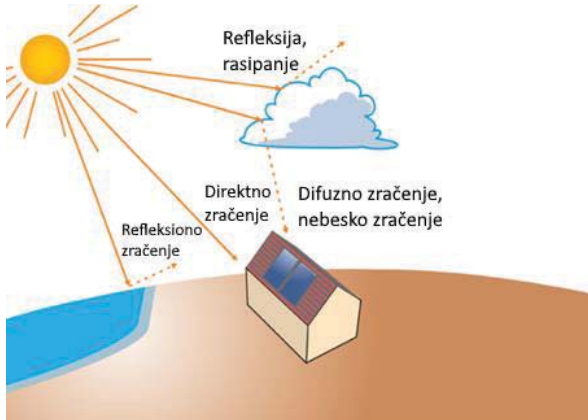 Refleksija,
rasipanje
Direktno
zračenje
Difuzno zračenje,
nebesko zračenje
Refleksiono
zračenje